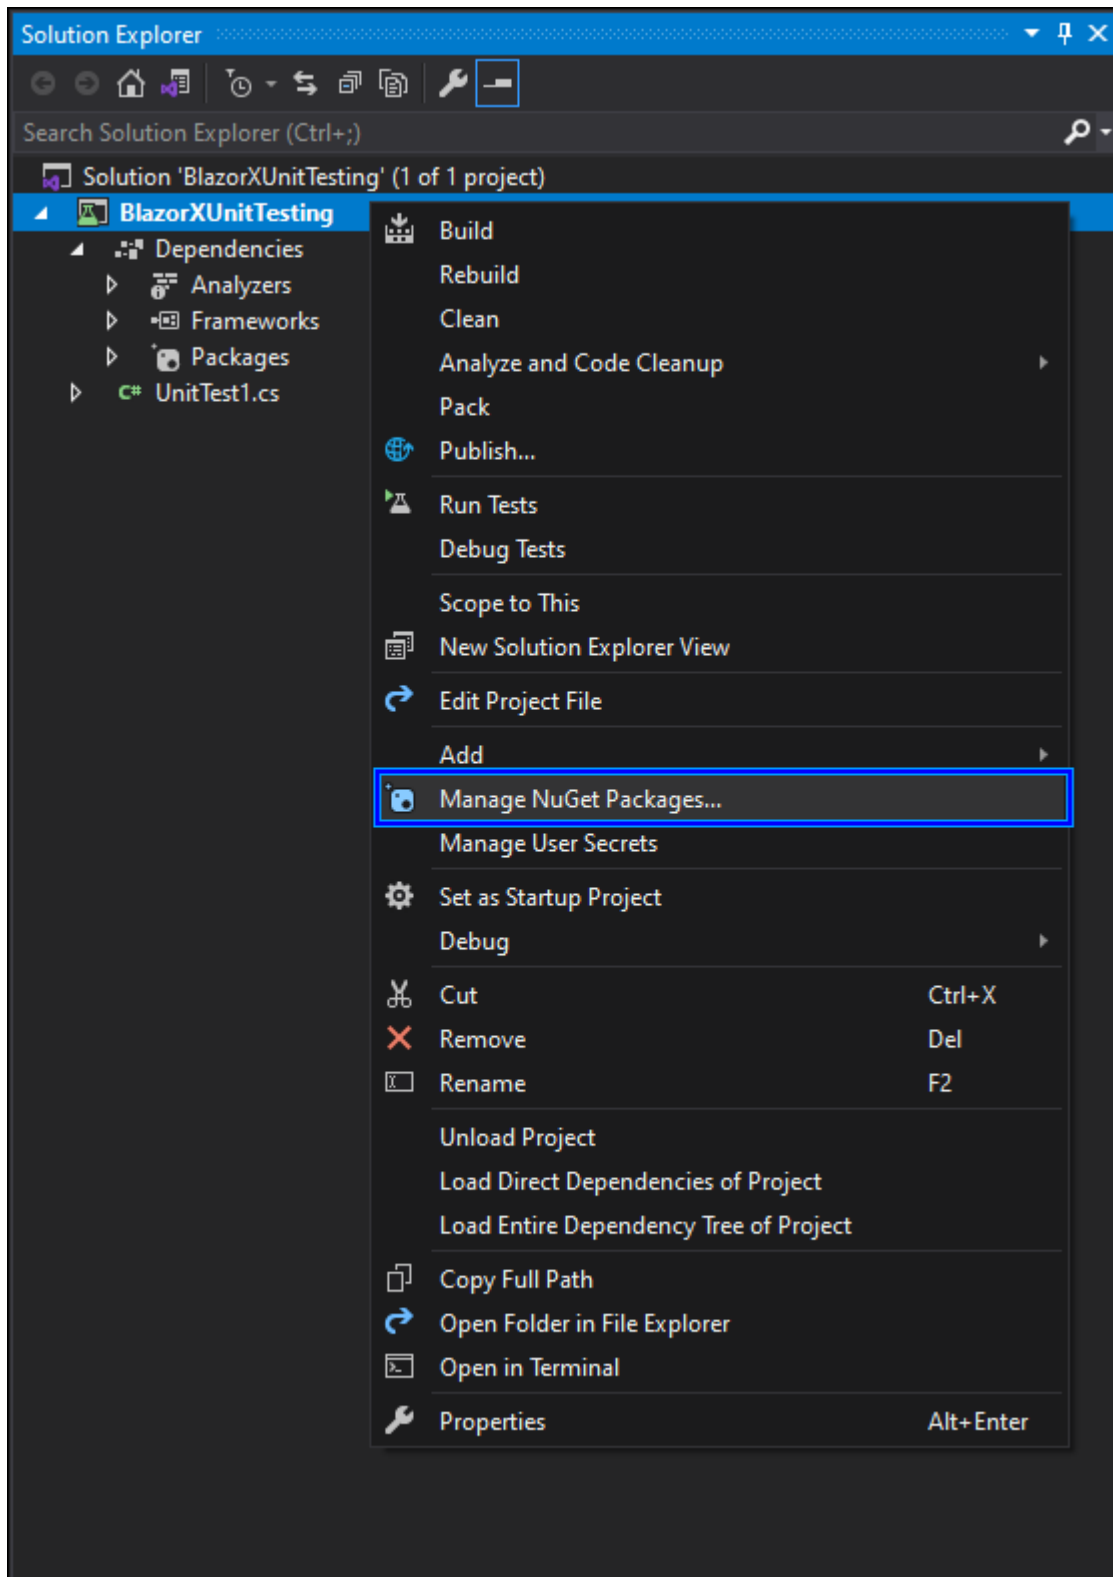 Solution Explorer
Search Solution Explorer (Ctrl+;)
Solution 'BlazorXUnitTesting' (1 of 1 project)
BlazorXUnitTesting
Dependencies
Analyzers
Frameworks
Packages
C# UnitTest1.cs
Build
Rebuild
Clean
Analyze and Code Cleanup
Pack
Publish...
Run Tests
Debug Tests
Scope to This
New Solution Explorer View
Edit Project File
Add
Manage NuGet Packages...
Manage User Secrets
Set as Startup Project
Debug
Cut Ctrl+X
Remove Del
Rename F2
Unload Project
Load Direct Dependencies of Project
Load Entire Dependency Tree of Project
Copy Full Path
Open Folder in File Explorer
Open in Terminal
Properties Alt+Enter